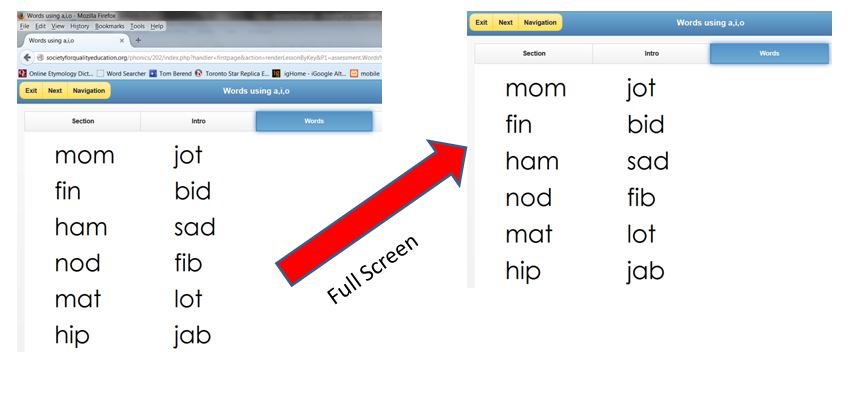 Words using a,i,o - Mozilla Firefox
File Edit View History Bookmarks Tools Help
Words using a,i,o × +
societyforqualityeducation.org/phonics/202/index.php?handler=firstpage&action=renderLessonByKey&P1=assessment.Words
Online Etymology Dict... Word Searcher Tom Berend Toronto Star Replica E... igHome - iGoogle Alt... mobile
Exit Next Navigation Words using a,i,o
Section Intro Words
mom jot
fin bid
ham sad
nod fib
mat lot
hip jab
Full Screen
Exit Next Navigation Words using a,i,o
Section Intro Words
mom jot
fin bid
ham sad
nod fib
mat lot
hip jab